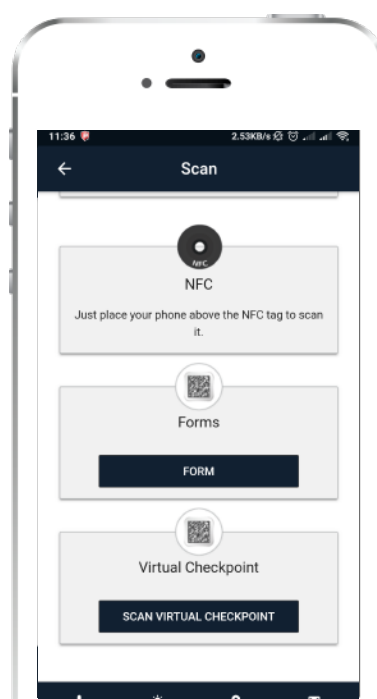 11:36 2.53KB/s
Scan
NFC
NFC
Just place your phone above the NFC tag to scan
it.
Forms
FORM
Virtual Checkpoint
SCAN VIRTUAL CHECKPOINT